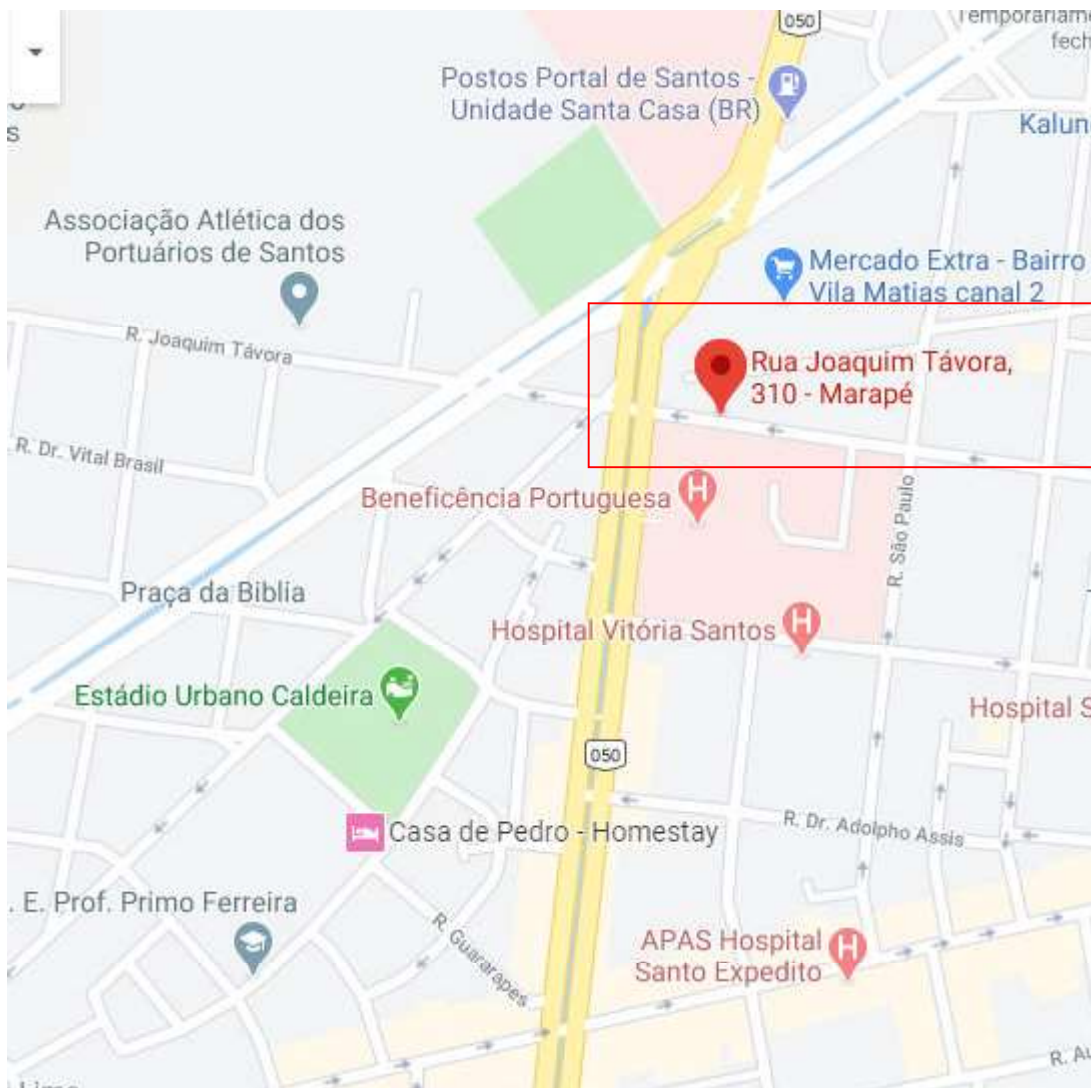 050
Temporariame
fech
Postos Portal de Santos -
Unidade Santa Casa (BR)
Kalun
s
Associação Atlética dos
Portuários de Santos
Mercado Extra - Bairro
Vila Matias canal 2
R. Joaquim Távora
Rua Joaquim Távora,
310 - Marapé
R. Dr. Vital Brasil
Beneficência Portuguesa
H
R. São Paulo
Praça da Biblia
Hospital Vitória Santos
H
Estádio Urbano Caldeira
Hospital S
050
Casa de Pedro - Homestay
R. Dr. Adolpho Assis
. E. Prof. Primo Ferreira
R. Guararapes
APAS Hospital
Santo Expedito
H
R. Au